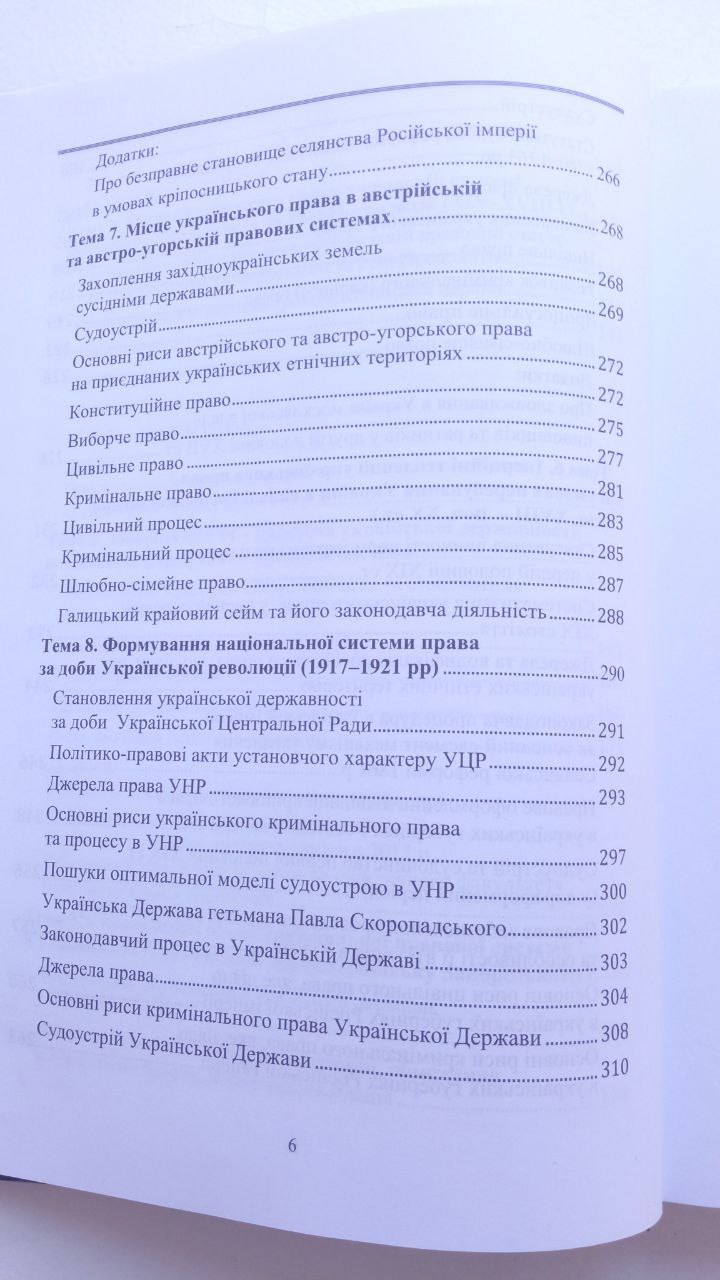 Додатки:
Про безправне становище селянства Російської імперії
в умовах кріпосницького стану 266
Тема 7. Місце українського права в австрійській
та австро-угорській правових системах 268
Захоплення західноукраїнських земель
сусідніми державами 268
Судоустрій 269
Основні риси австрійського та австро-угорського права
на приєднаних українських етнічних територіях 272
Конституційне право 272
Виборче право 275
Цивільне право 277
Кримінальне право 281
Цивільний процес 283
Кримінальний процес 285
Шлюбно-сімейне право 287
Галицький крайовий сейм та його законодавча діяльність 288
Тема 8. Формування національної системи права
за доби Української революції (1917–1921 рр) 290
Становлення української державності
за доби Української Центральної Ради 291
Політико-правові акти установчого характеру УЦР 292
Джерела права УНР 293
Основні риси українського кримінального права
та процесу в УНР 297
Пошуки оптимальної моделі судоустрою в УНР 300
Українська Держава гетьмана Павла Скоропадського 302
Законодавчий процес в Українській Державі 303
Джерела права 304
Основні риси кримінального права Української Держави 308
Судоустрій Української Держави 310
6